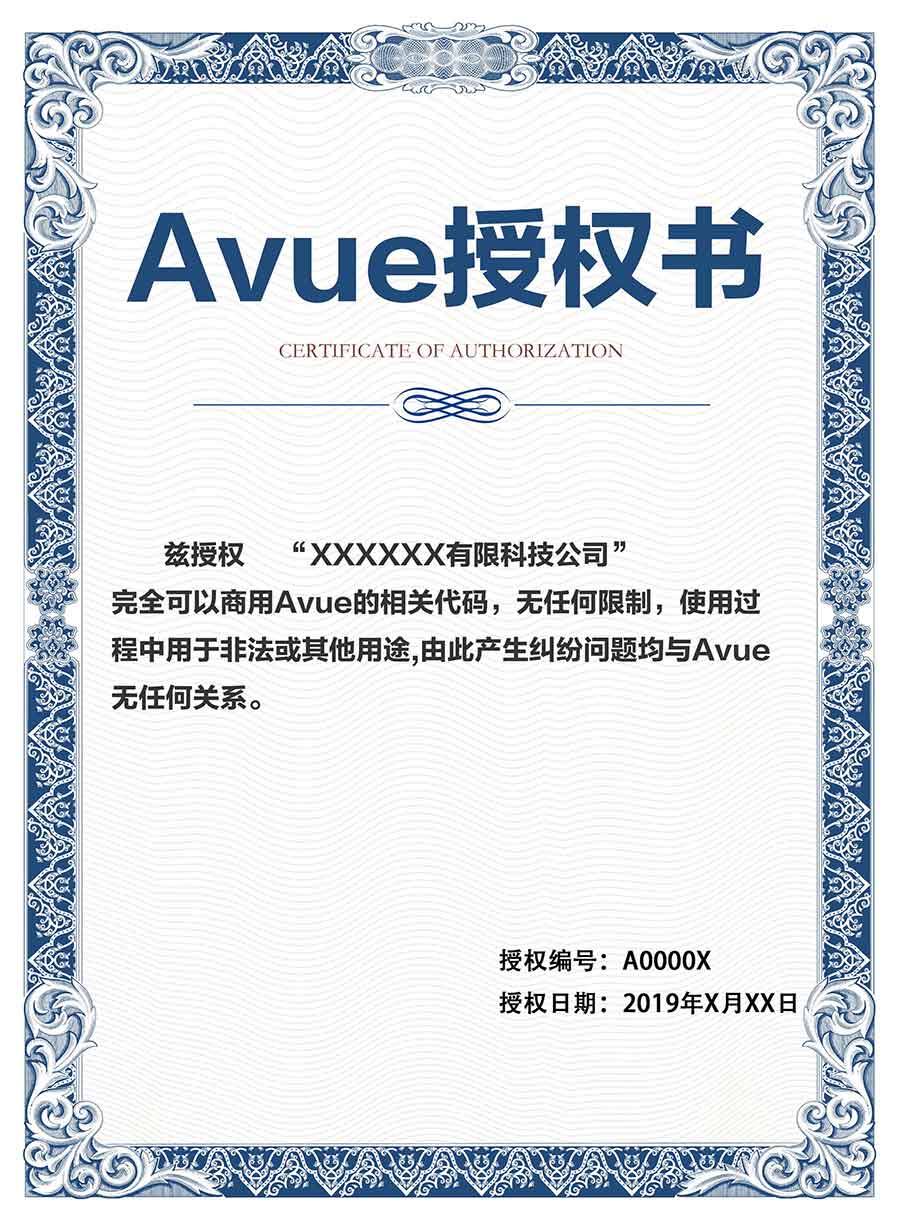 Avue授权书
CERTIFICATE OF AUTHORIZATION
兹授权 “XXXXXX有限科技公司”
完全可以商用Avue的相关代码，无任何限制，使用过
程中用于非法或其他用途,由此产生纠纷问题均与Avue
无任何关系。
授权编号：A0000X
授权日期：2019年X月XX日